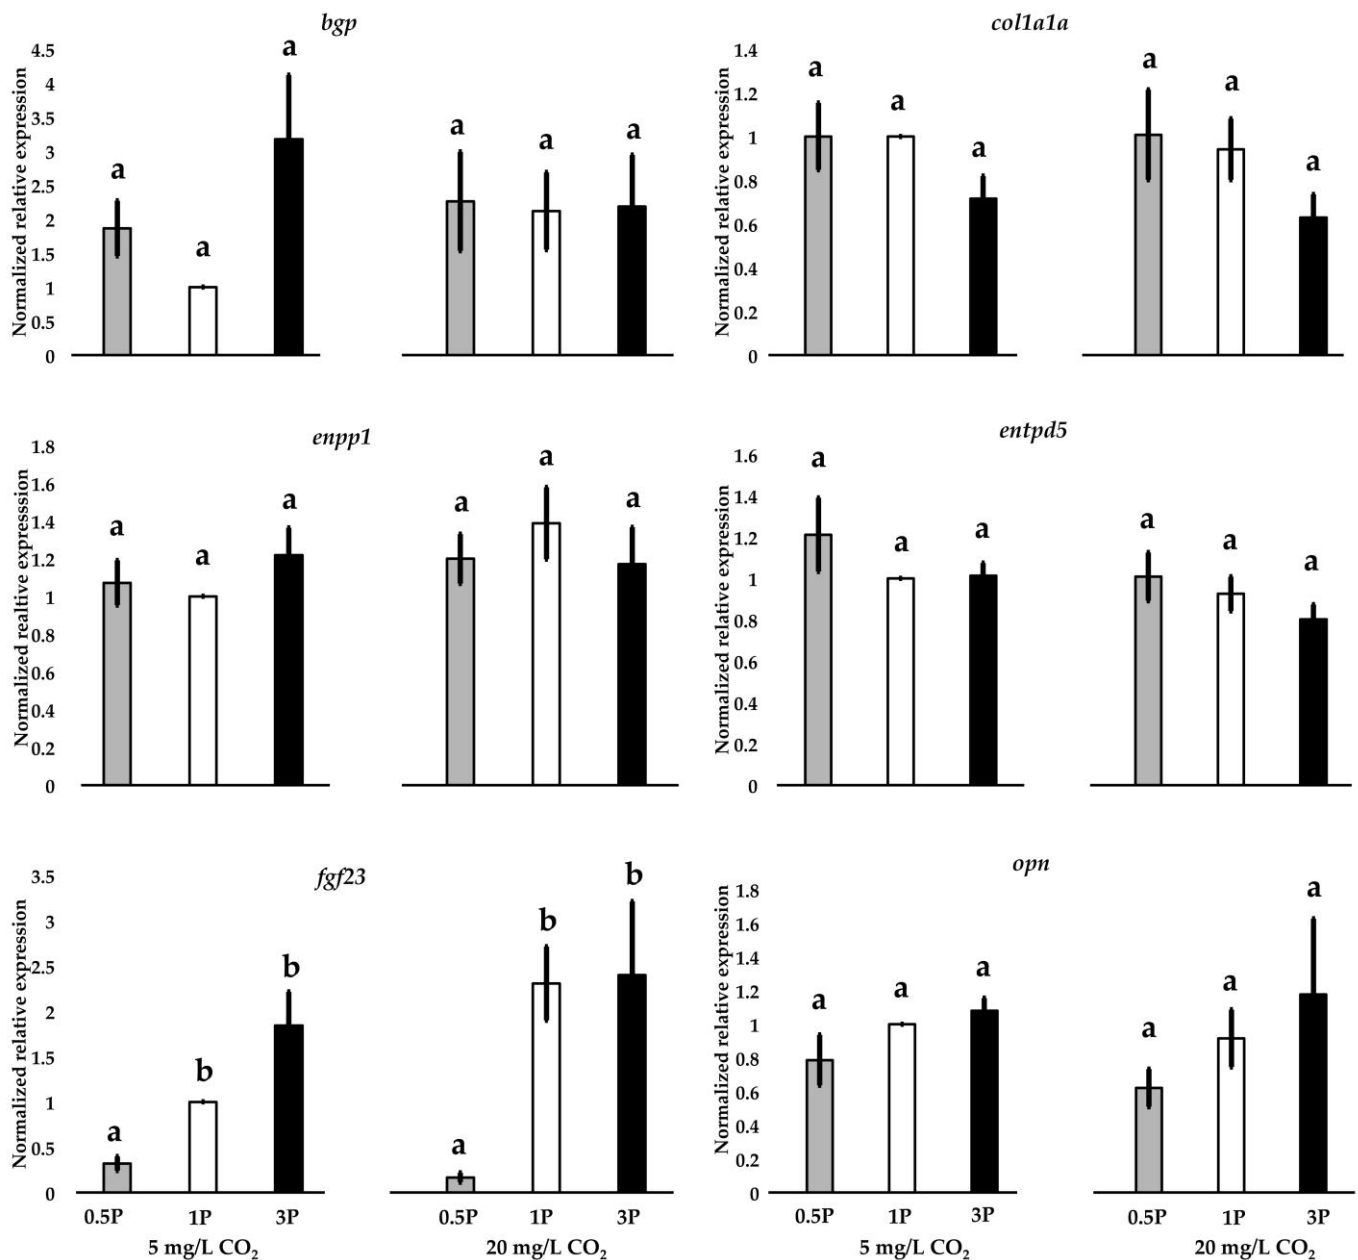 bgp
Normalized relative expression
4.5
4
3.5
3
2.5
2
1.5
1
0.5
0
a
a
a
a
a
a
col1a1a
Normalized relative expression
1.4
1.2
1
0.8
0.6
0.4
0.2
0
a
a
a
a
a
a
enpp1
Normalized realtive expresssion
1.8
1.6
1.4
1.2
1
0.8
0.6
0.4
0.2
0
a
a
a
a
a
a
entpd5
Normalized relative expression
1.6
1.4
1.2
1
0.8
0.6
0.4
0.2
0
a
a
a
a
a
a
fgf23
Normalized relative expression
3.5
3
2.5
2
1.5
1
0.5
0
a
b
b
a
b
b
0.5P 1P 3P
5 mg/L CO₂
0.5P 1P 3P
20 mg/L CO₂
opn
Normalized relative expression
1.8
1.6
1.4
1.2
1
0.8
0.6
0.4
0.2
0
a
a
a
a
a
a
0.5P 1P 3P
5 mg/L CO₂
0.5P 1P 3P
20 mg/L CO₂